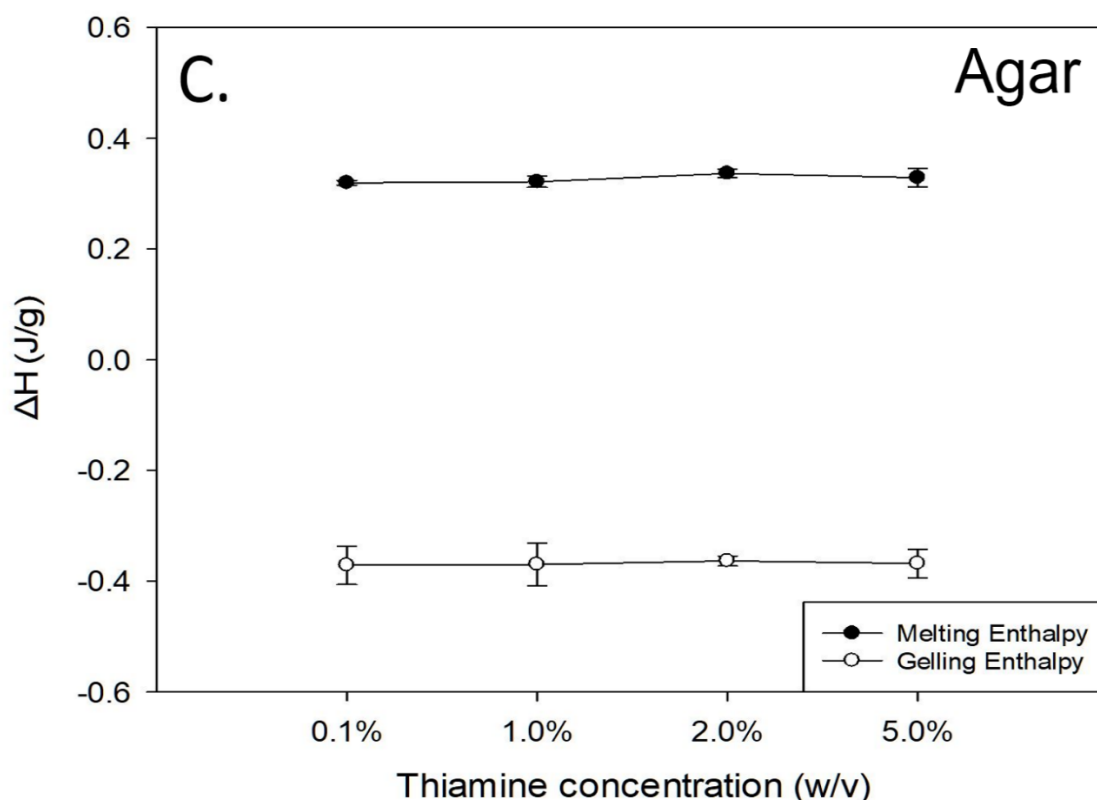 C.
Agar
0.6
0.4
0.2
0.0
-0.2
-0.4
-0.6
ΔH (J/g)
Melting Enthalpy
Gelling Enthalpy
0.1% 1.0% 2.0% 5.0%
Thiamine concentration (w/v)